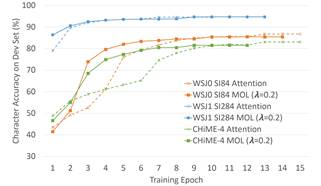 Character Accuracy on Dev Set (%)
100
90
80
70
60
50
40
30
WSJ0 SI84 Attention
WSJ0 SI84 MOL (λ=0.2)
WSJ1 SI284 Attention
WSJ1 SI284 MOL (λ=0.2)
CHiME-4 Attention
CHiME-4 MOL (λ=0.2)
1 2 3 4 5 6 7 8 9 10 11 12 13 14 15
Training Epoch